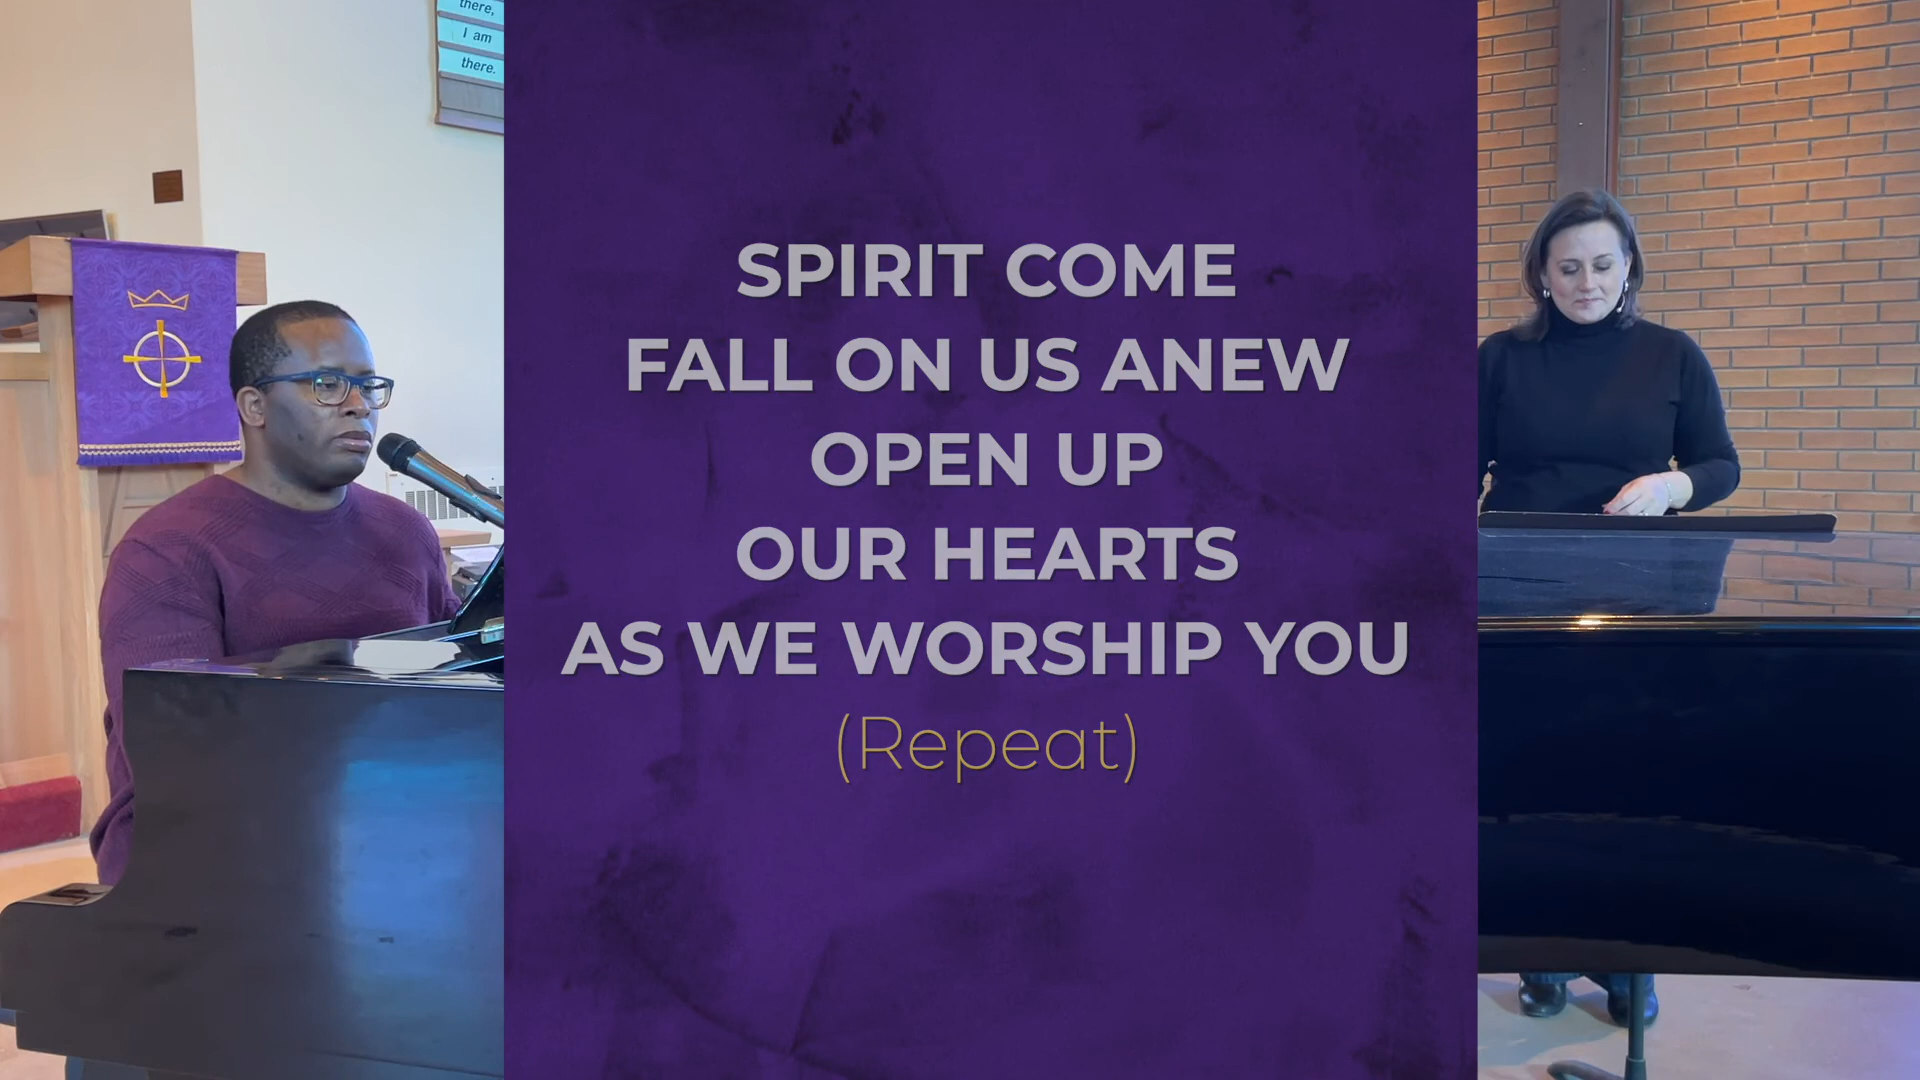 there,
I am
there.
SPIRIT COME
FALL ON US ANEW
OPEN UP
OUR HEARTS
AS WE WORSHIP YOU
(Repeat)